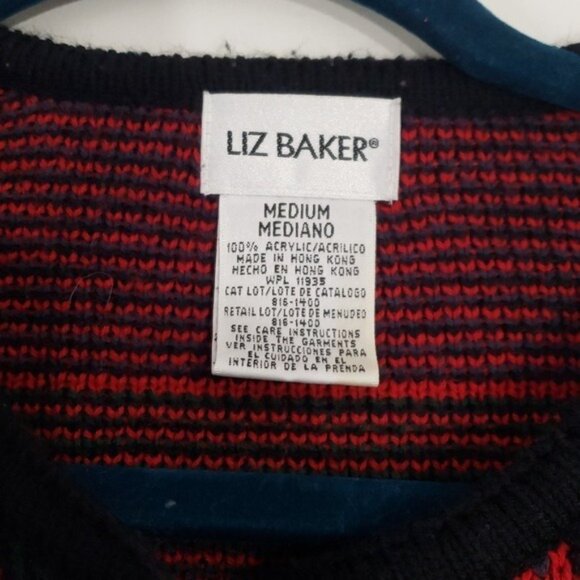 LIZ BAKER®
MEDIUM
MEDIANO
100% ACRYLIC/ACRILICO
MADE IN HONG KONG
HECHO EN HONG KONG
WPL 11935
CAT LOT/LOTE DE CATALOGO
816-1400
RETAIL LOT/LOTE DE MENUDEO
816-1400
SEE CARE INSTRUCTIONS
INSIDE THE GARMENTS
VER INSTRUCCIONES PARA
EL CUIDADO EN EL
INTERIOR DE LA PRENDA